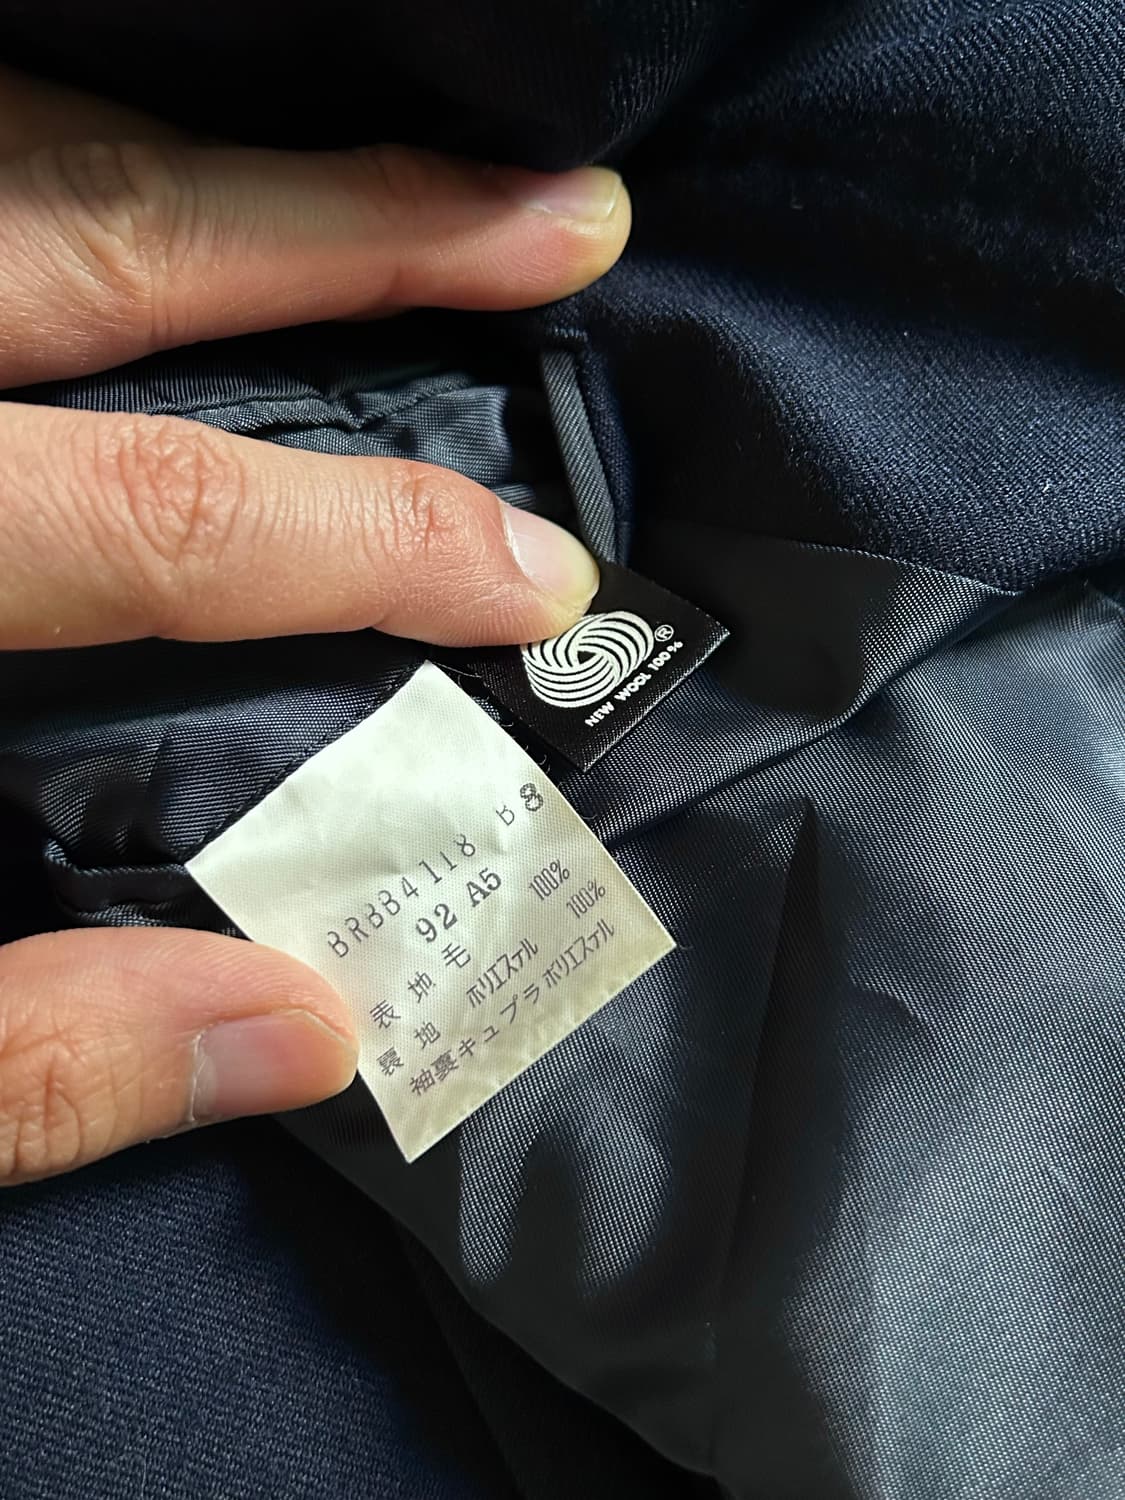 ®
NEW WOOL 100%
BRBB4118 B8
92 A5
表地 毛 100%
裏地 ポリエステル 100%
袖裏キュプラポリエステル